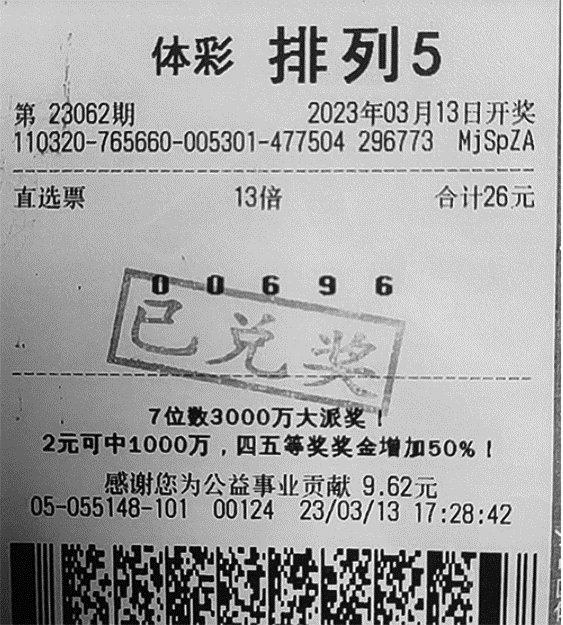 体彩 排列5
第 23062期 2023年03月13日开奖
110320-765660-005301-477504 296773 MjSpZA
直选票 13倍 合计26元
0 0 6 9 6
已兑奖
7位数3000万大派奖！
2元可中1000万，四五等奖奖金增加50%！
感谢您为公益事业贡献 9.62元
05-055148-101 00124 23/03/13 17:28:42